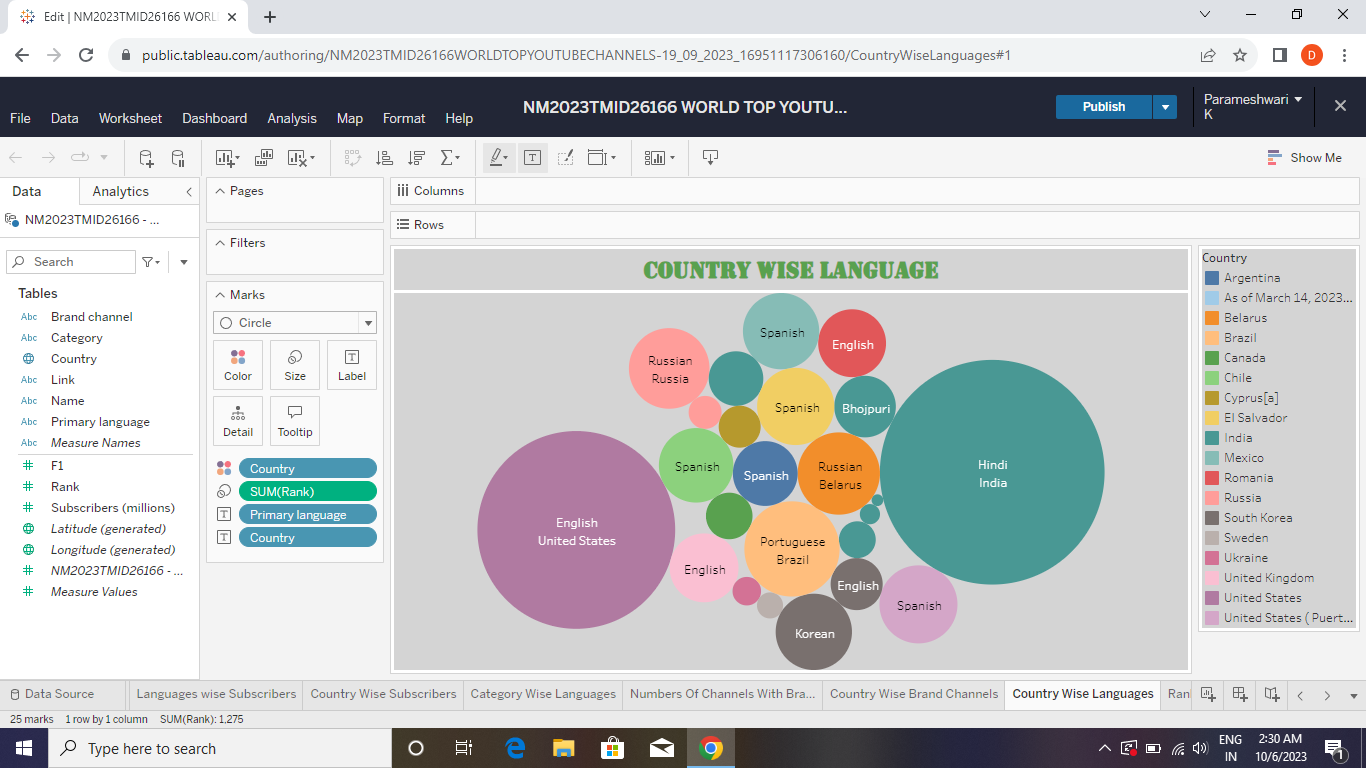 Edit | NM2023TMID26166 WORL
public.tableau.com/authoring/NM2023TMID26166WORLDTOPYOUTUBECHANNELS-19_09_2023_16951117306160/CountryWiseLanguages#1
D
NM2023TMID26166 WORLD TOP YOUTU...
Publish
Parameshwari K
File Data Worksheet Dashboard Analysis Map Format Help
Show Me
Data Analytics
NM2023TMID26166 - ...
Search
Tables
Abc Brand channel
Abc Category
Country
Abc Link
Abc Name
Abc Primary language
Abc Measure Names
F1
Rank
Subscribers (millions)
Latitude (generated)
Longitude (generated)
NM2023TMID26166 - ...
Measure Values
Pages
Filters
Marks
Circle
Color Size Label
Detail Tooltip
Country
SUM(Rank)
Primary language
Country
Columns
Rows
COUNTRY WISE LANGUAGE
Spanish
English
Russian
Russia
Spanish
Bhojpuri
Spanish
Spanish
Russian
Belarus
Hindi
India
English
United States
Portuguese
Brazil
English
English
Spanish
Korean
Country
Argentina
As of March 14, 2023...
Belarus
Brazil
Canada
Chile
Cyprus[a]
El Salvador
India
Mexico
Romania
Russia
South Korea
Sweden
Ukraine
United Kingdom
United States
United States ( Puert...
Data Source Languages wise Subscribers Country Wise Subscribers Category Wise Languages Numbers Of Channels With Bra... Country Wise Brand Channels Country Wise Languages Ranl
25 marks 1 row by 1 column SUM(Rank): 1,275
Type here to search
ENG
IN
2:30 AM
10/6/2023
1